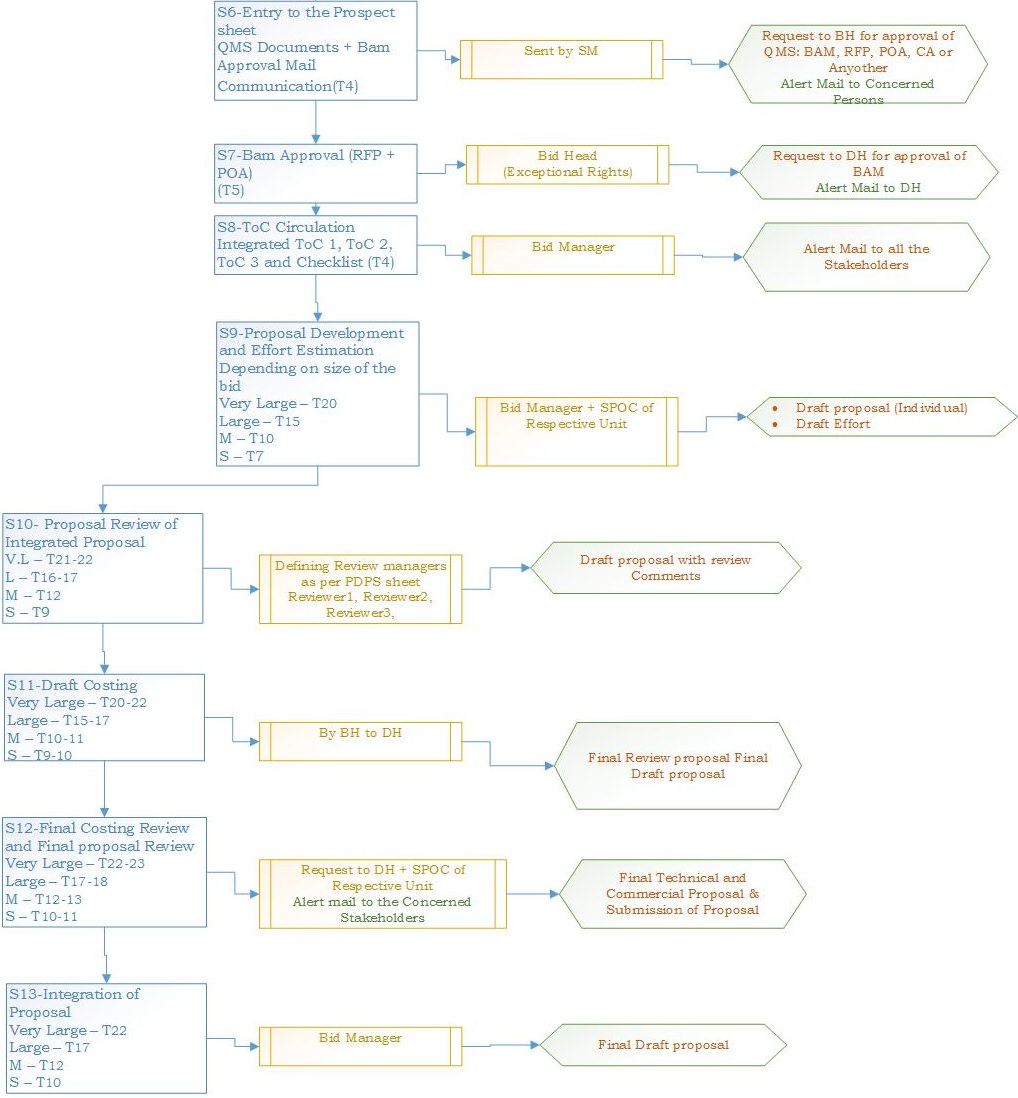 S6-Entry to the Prospect
sheet
QMS Documents + Bam
Approval Mail
Communication(T4)
Sent by SM
Request to BH for approval of
QMS: BAM, RFP, POA, CA or
Anyother
Alert Mail to Concerned
Persons
S7-Bam Approval (RFP +
POA)
(T5)
Bid Head
(Exceptional Rights)
Request to DH for approval of
BAM
Alert Mail to DH
S8-ToC Circulation
Integrated ToC 1, ToC 2,
ToC 3 and Checklist (T4)
Bid Manager
Alert Mail to all the
Stakeholders
S9-Proposal Development
and Effort Estimation
Depending on size of the
bid
Very Large – T20
Large – T15
M – T10
S – T7
Bid Manager + SPOC of
Respective Unit
• Draft proposal (Individual)
• Draft Effort
S10- Proposal Review of
Integrated Proposal
V.L – T21-22
L – T16-17
M – T12
S – T9
Defining Review managers
as per PDPS sheet
Reviewer1, Reviewer2,
Reviewer3,
Draft proposal with review
Comments
S11-Draft Costing
Very Large – T20-22
Large – T15-17
M – T10-11
S – T9-10
By BH to DH
Final Review proposal Final
Draft proposal
S12-Final Costing Review
and Final proposal Review
Very Large – T22-23
Large – T17-18
M – T12-13
S – T10-11
Request to DH + SPOC of
Respective Unit
Alert mail to the Concerned
Stakeholders
Final Technical and
Commercial Proposal &
Submission of Proposal
S13-Integration of
Proposal
Very Large – T22
Large – T17
M – T12
S – T10
Bid Manager
Final Draft proposal